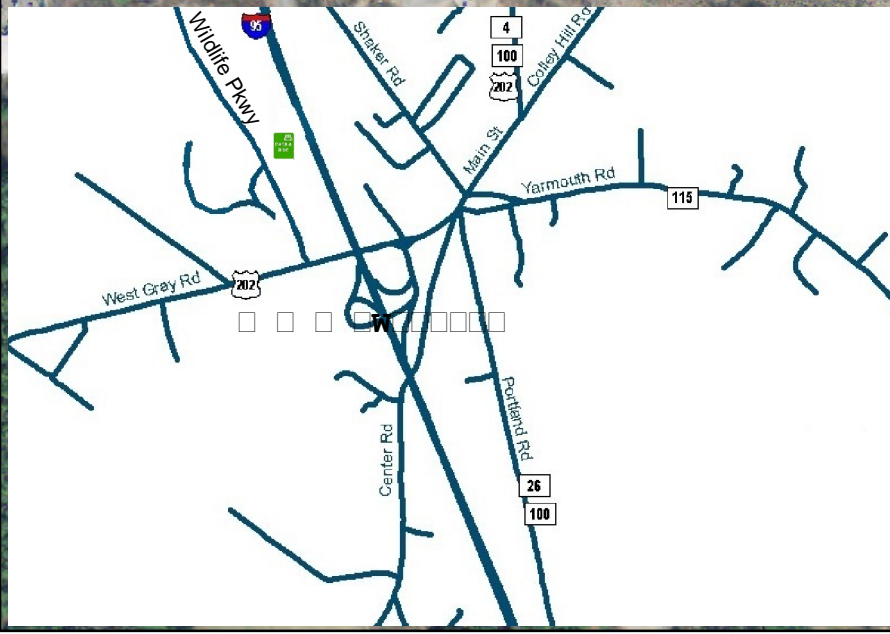 95
Wildlife Pkwy
Shaker Rd
4
100
202
Colley Hill Rd
Main St
Yarmouth Rd
115
West Gray Rd
202
W
Center Rd
Portland Rd
26
100